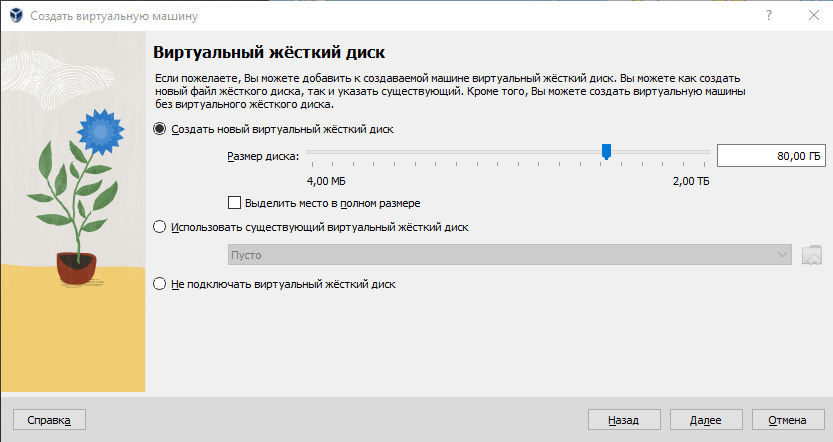 Создать виртуальную машину
Виртуальный жёсткий диск
Если пожелаете, Вы можете добавить к создаваемой машине виртуальный жёсткий диск. Вы можете как создать
новый файл жёсткого диска, так и указать существующий. Кроме того, Вы можете создать виртуальную машины
без виртуального жёсткого диска.
Создать новый виртуальный жёсткий диск
Размер диска:
80,00 ГБ
4,00 МБ
2,00 ТБ
Выделить место в полном размере
Использовать существующий виртуальный жёсткий диск
Пусто
Не подключать виртуальный жёсткий диск
Справка
Назад
Далее
Отмена